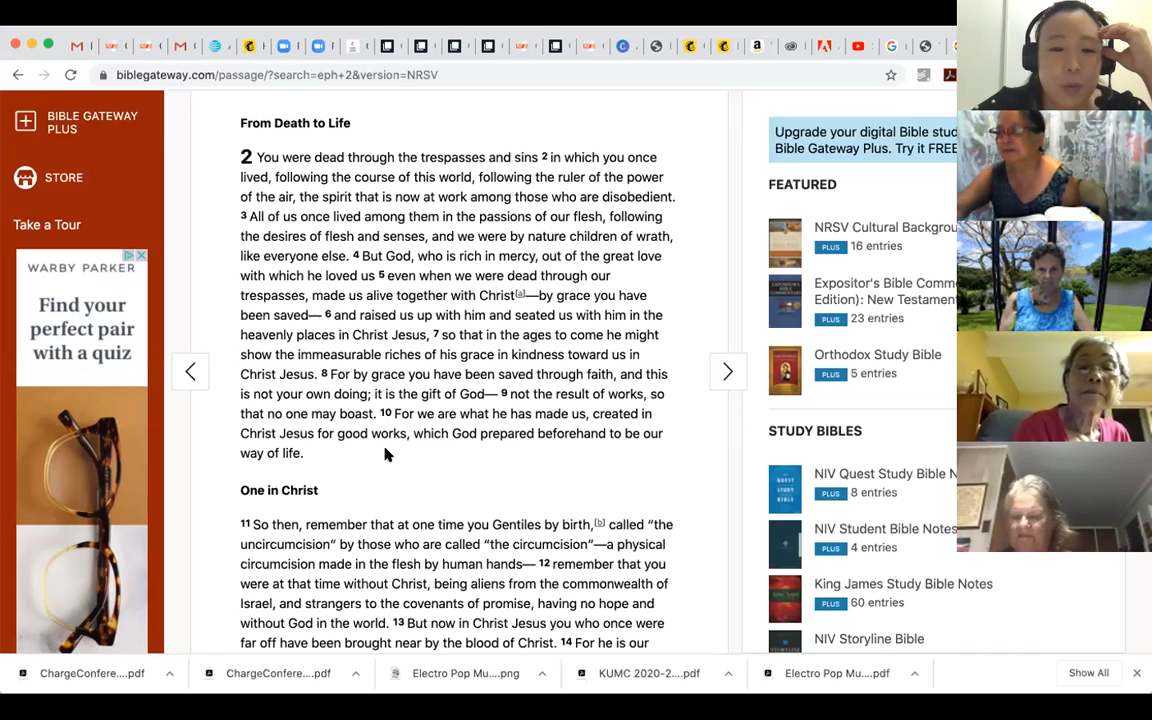 biblegateway.com/passage/?search=eph+2&version=NRSV
BIBLE GATEWAY
PLUS
STORE
Take a Tour
WARBY PARKER
Find your
perfect pair
with a quiz
From Death to Life
2 You were dead through the trespasses and sins 2 in which you once
lived, following the course of this world, following the ruler of the power
of the air, the spirit that is now at work among those who are disobedient.
3 All of us once lived among them in the passions of our flesh, following
the desires of flesh and senses, and we were by nature children of wrath,
like everyone else. 4 But God, who is rich in mercy, out of the great love
with which he loved us 5 even when we were dead through our
trespasses, made us alive together with Christ[a]—by grace you have
been saved— 6 and raised us up with him and seated us with him in the
heavenly places in Christ Jesus, 7 so that in the ages to come he might
show the immeasurable riches of his grace in kindness toward us in
Christ Jesus. 8 For by grace you have been saved through faith, and this
is not your own doing; it is the gift of God— 9 not the result of works, so
that no one may boast. 10 For we are what he has made us, created in
Christ Jesus for good works, which God prepared beforehand to be our
way of life.
One in Christ
11 So then, remember that at one time you Gentiles by birth,[b] called “the
uncircumcision” by those who are called “the circumcision”—a physical
circumcision made in the flesh by human hands— 12 remember that you
were at that time without Christ, being aliens from the commonwealth of
Israel, and strangers to the covenants of promise, having no hope and
without God in the world. 13 But now in Christ Jesus you who once were
far off have been brought near by the blood of Christ. 14 For he is our
Upgrade your digital Bible stud
Bible Gateway Plus. Try it FREE
FEATURED
NRSV Cultural Backgrou
PLUS 16 entries
Expositor's Bible Comm
Edition): New Testamen
PLUS 23 entries
Orthodox Study Bible
PLUS 5 entries
STUDY BIBLES
NIV Quest Study Bible N
PLUS 8 entries
NIV Student Bible Notes
PLUS 4 entries
King James Study Bible Notes
PLUS 60 entries
NIV Storyline Bible
ChargeConfere....pdf
ChargeConfere....pdf
Electro Pop Mu....png
KUMC 2020-2....pdf
Electro Pop Mu....pdf
Show All